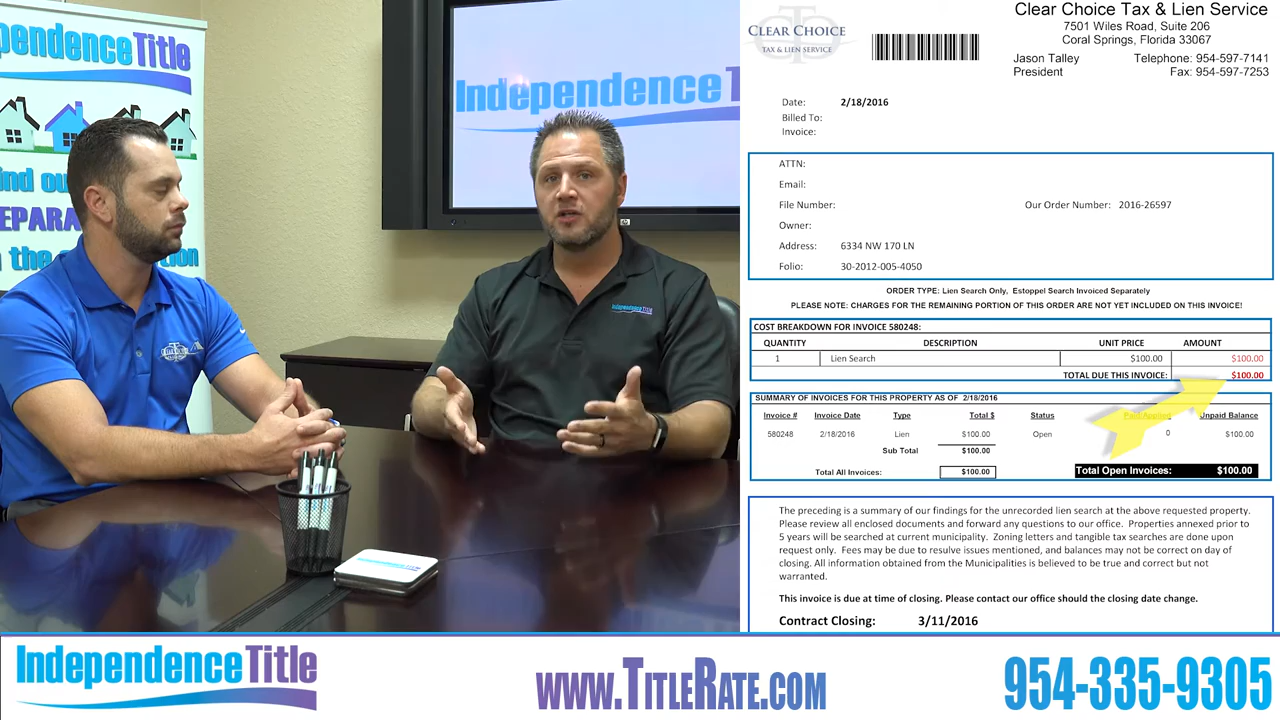 IndependenceTitle
ind ou
EPARA
n the
tion
IndependenceT
hp
IndependenceTitle
CLEAR CHOICE
CLEAR CHOICE
TAX & LIEN SERVICE
Clear Choice Tax & Lien Service
7501 Wiles Road, Suite 206
Coral Springs, Florida 33067
Jason Talley Telephone: 954-597-7141
President Fax: 954-597-7253
Date: 2/18/2016
Billed To:
Invoice:
ATTN:
Email:
File Number: Our Order Number: 2016-26597
Owner:
Address: 6334 NW 170 LN
Folio: 30-2012-005-4050
ORDER TYPE: Lien Search Only, Estoppel Search Invoiced Separately
PLEASE NOTE: CHARGES FOR THE REMAINING PORTION OF THIS ORDER ARE NOT YET INCLUDED ON THIS INVOICE!
COST BREAKDOWN FOR INVOICE 580248:
QUANTITY DESCRIPTION UNIT PRICE AMOUNT
1 Lien Search $100.00 $100.00
TOTAL DUE THIS INVOICE: $100.00
SUMMARY OF INVOICES FOR THIS PROPERTY AS OF 2/18/2016
Invoice # Invoice Date Type Total $ Status Paid Applied Unpaid Balance
580248 2/18/2016 Lien $100.00 Open 0 $100.00
Sub Total $100.00
Total All Invoices: $100.00 Total Open Invoices: $100.00
The preceding is a summary of our findings for the unrecorded lien search at the above requested property.
Please review all enclosed documents and forward any questions to our office. Properties annexed prior to
5 years will be searched at current municipality. Zoning letters and tangible tax searches are done upon
request only. Fees may be due to resolve issues mentioned, and balances may not be correct on day of
closing. All information obtained from the Municipalities is believed to be true and correct but not
warranted.
This invoice is due at time of closing. Please contact our office should the closing date change.
Contract Closing: 3/11/2016
IndependenceTitle
www.TitleRate.com
954-335-9305